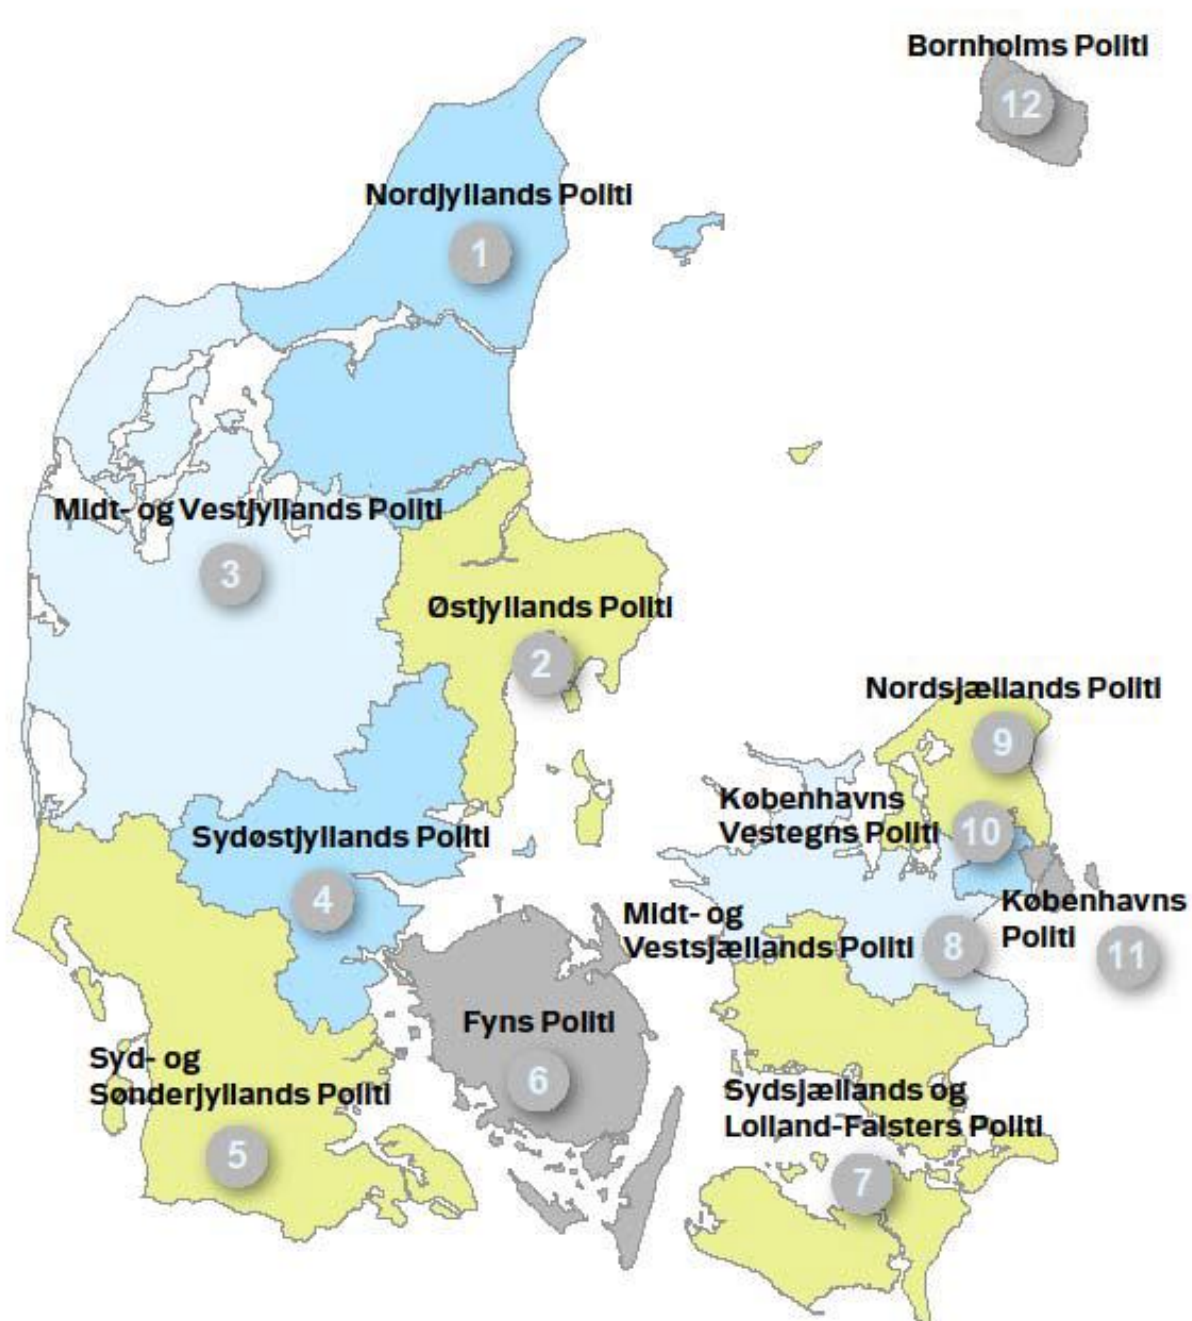 Bornholms Politi
12
Nordjyllands Politi
1
Midt- og Vestjyllands Politi
3
Østjyllands Politi
2
Nordsjællands Politi
9
Københavns
Vestegns Politi
10
Sydøstjyllands Politi
4
Københavns
Politi
11
Midt- og
Vestsjællands Politi
8
Fyns Politi
6
Syd- og
Sønderjyllands Politi
5
Sydsjællands og
Lolland-Falsters Politi
7